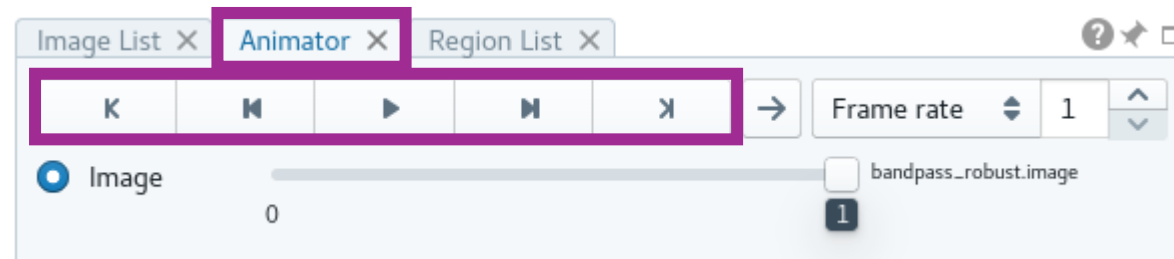 Image List Animator Region List
Frame rate 1
Image bandpass_robust.image
0 1